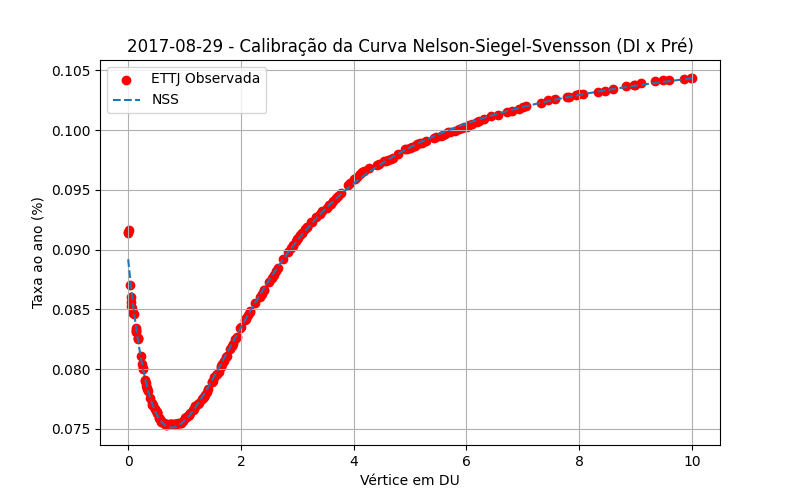 2017-08-29 - Calibração da Curva Nelson-Siegel-Svensson (DI x Pré)
ETTJ Observada
NSS
0.105
0.100
0.095
0.090
0.085
0.080
0.075
Taxa ao ano (%)
0 2 4 6 8 10
Vértice em DU